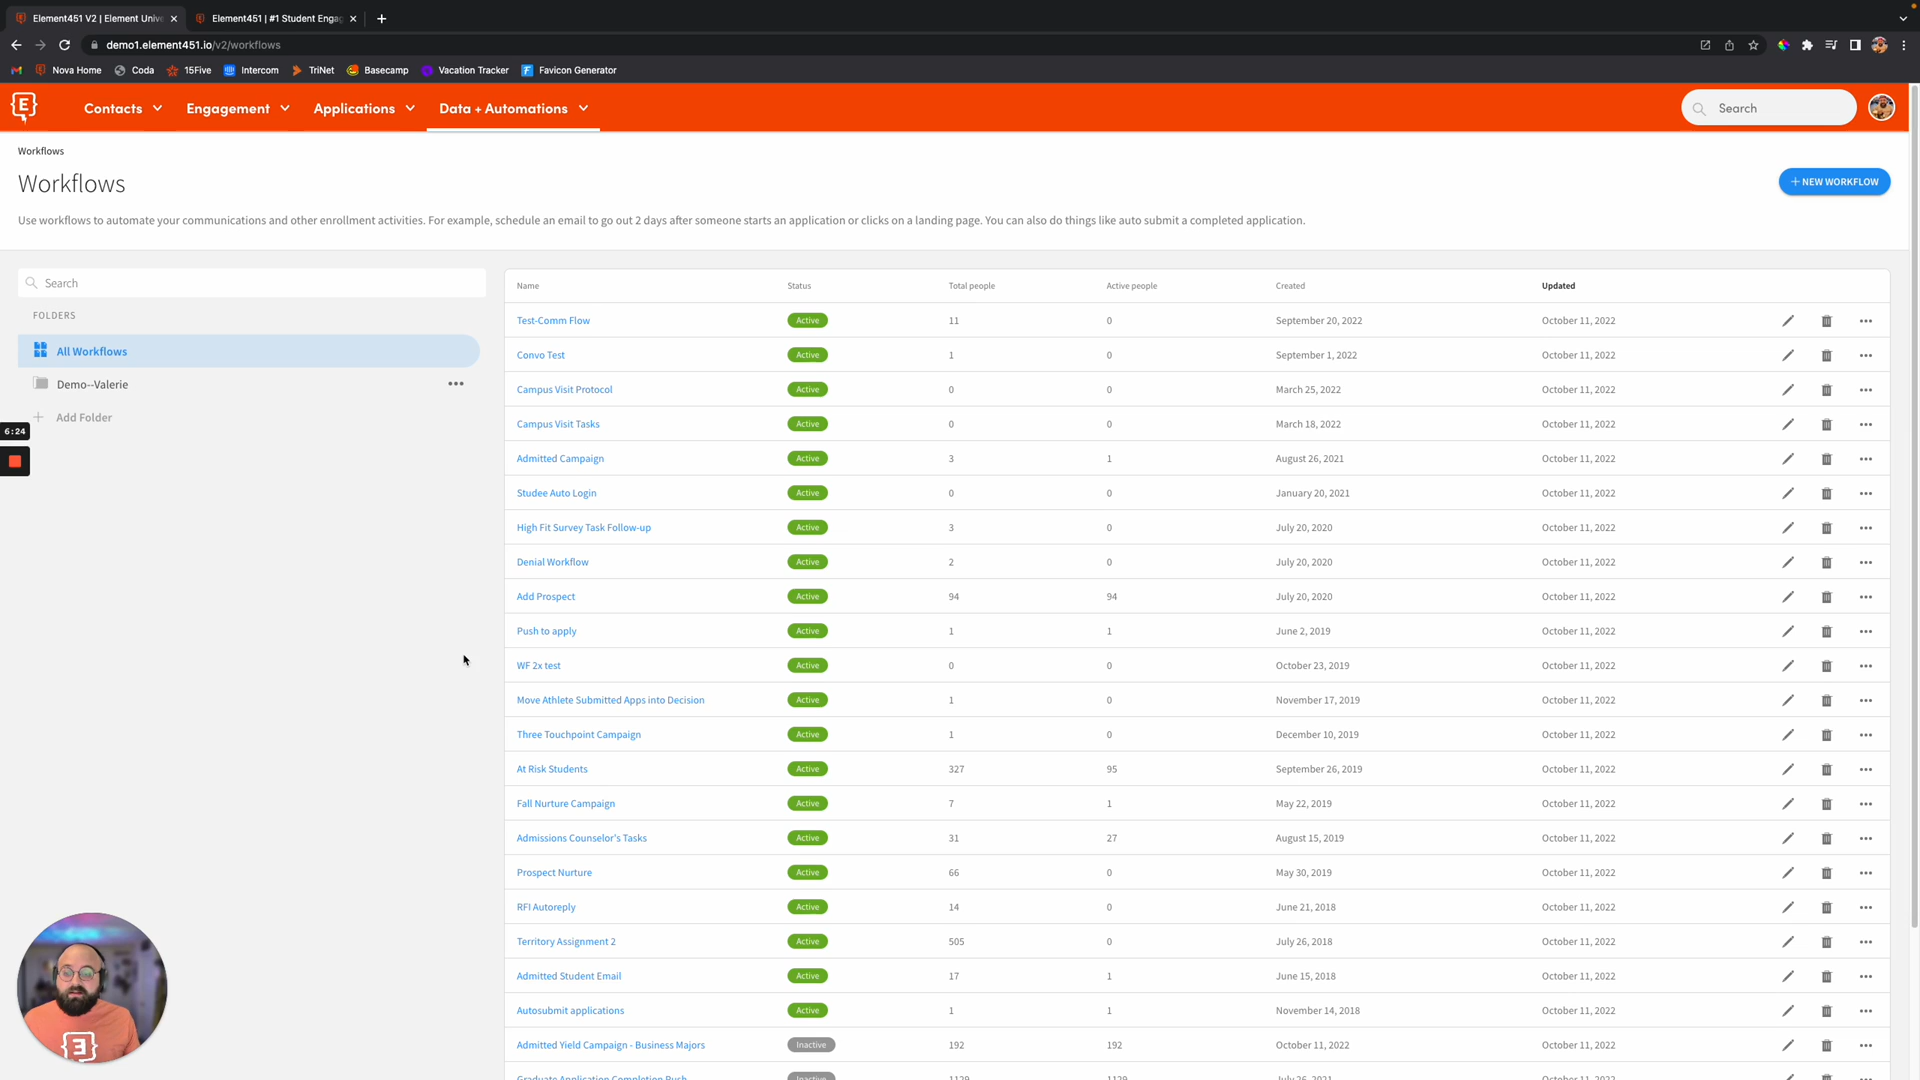 Element451 V2 | Element Unive
Element451 | #1 Student Engag
demo1.element451.io/v2/workflows
Nova Home
Coda
15Five
Intercom
TriNet
Basecamp
Vacation Tracker
Favicon Generator
Contacts
Engagement
Applications
Data + Automations
Search
Workflows
Workflows
+ NEW WORKFLOW
Use workflows to automate your communications and other enrollment activities. For example, schedule an email to go out 2 days after someone starts an application or clicks on a landing page. You can also do things like auto submit a completed application.
Search
FOLDERS
All Workflows
Demo--Valerie
Add Folder
6:24
Name Status Total people Active people Created Updated
Test-Comm Flow Active 11 0 September 20, 2022 October 11, 2022
Convo Test Active 1 0 September 1, 2022 October 11, 2022
Campus Visit Protocol Active 0 0 March 25, 2022 October 11, 2022
Campus Visit Tasks Active 0 0 March 18, 2022 October 11, 2022
Admitted Campaign Active 3 1 August 26, 2021 October 11, 2022
Studee Auto Login Active 0 0 January 20, 2021 October 11, 2022
High Fit Survey Task Follow-up Active 3 0 July 20, 2020 October 11, 2022
Denial Workflow Active 2 0 July 20, 2020 October 11, 2022
Add Prospect Active 94 94 July 20, 2020 October 11, 2022
Push to apply Active 1 1 June 2, 2019 October 11, 2022
WF 2x test Active 0 0 October 23, 2019 October 11, 2022
Move Athlete Submitted Apps into Decision Active 1 0 November 17, 2019 October 11, 2022
Three Touchpoint Campaign Active 1 0 December 10, 2019 October 11, 2022
At Risk Students Active 327 95 September 26, 2019 October 11, 2022
Fall Nurture Campaign Active 7 1 May 22, 2019 October 11, 2022
Admissions Counselor's Tasks Active 31 27 August 15, 2019 October 11, 2022
Prospect Nurture Active 66 0 May 30, 2019 October 11, 2022
RFI Autoreply Active 14 0 June 21, 2018 October 11, 2022
Territory Assignment 2 Active 505 0 July 26, 2018 October 11, 2022
Admitted Student Email Active 17 1 June 15, 2018 October 11, 2022
Autosubmit applications Active 1 1 November 14, 2018 October 11, 2022
Admitted Yield Campaign - Business Majors Inactive 192 192 October 11, 2022 October 11, 2022
Graduate Application Completion Push Inactive 1129 1129 July 26, 2021 October 11, 2022